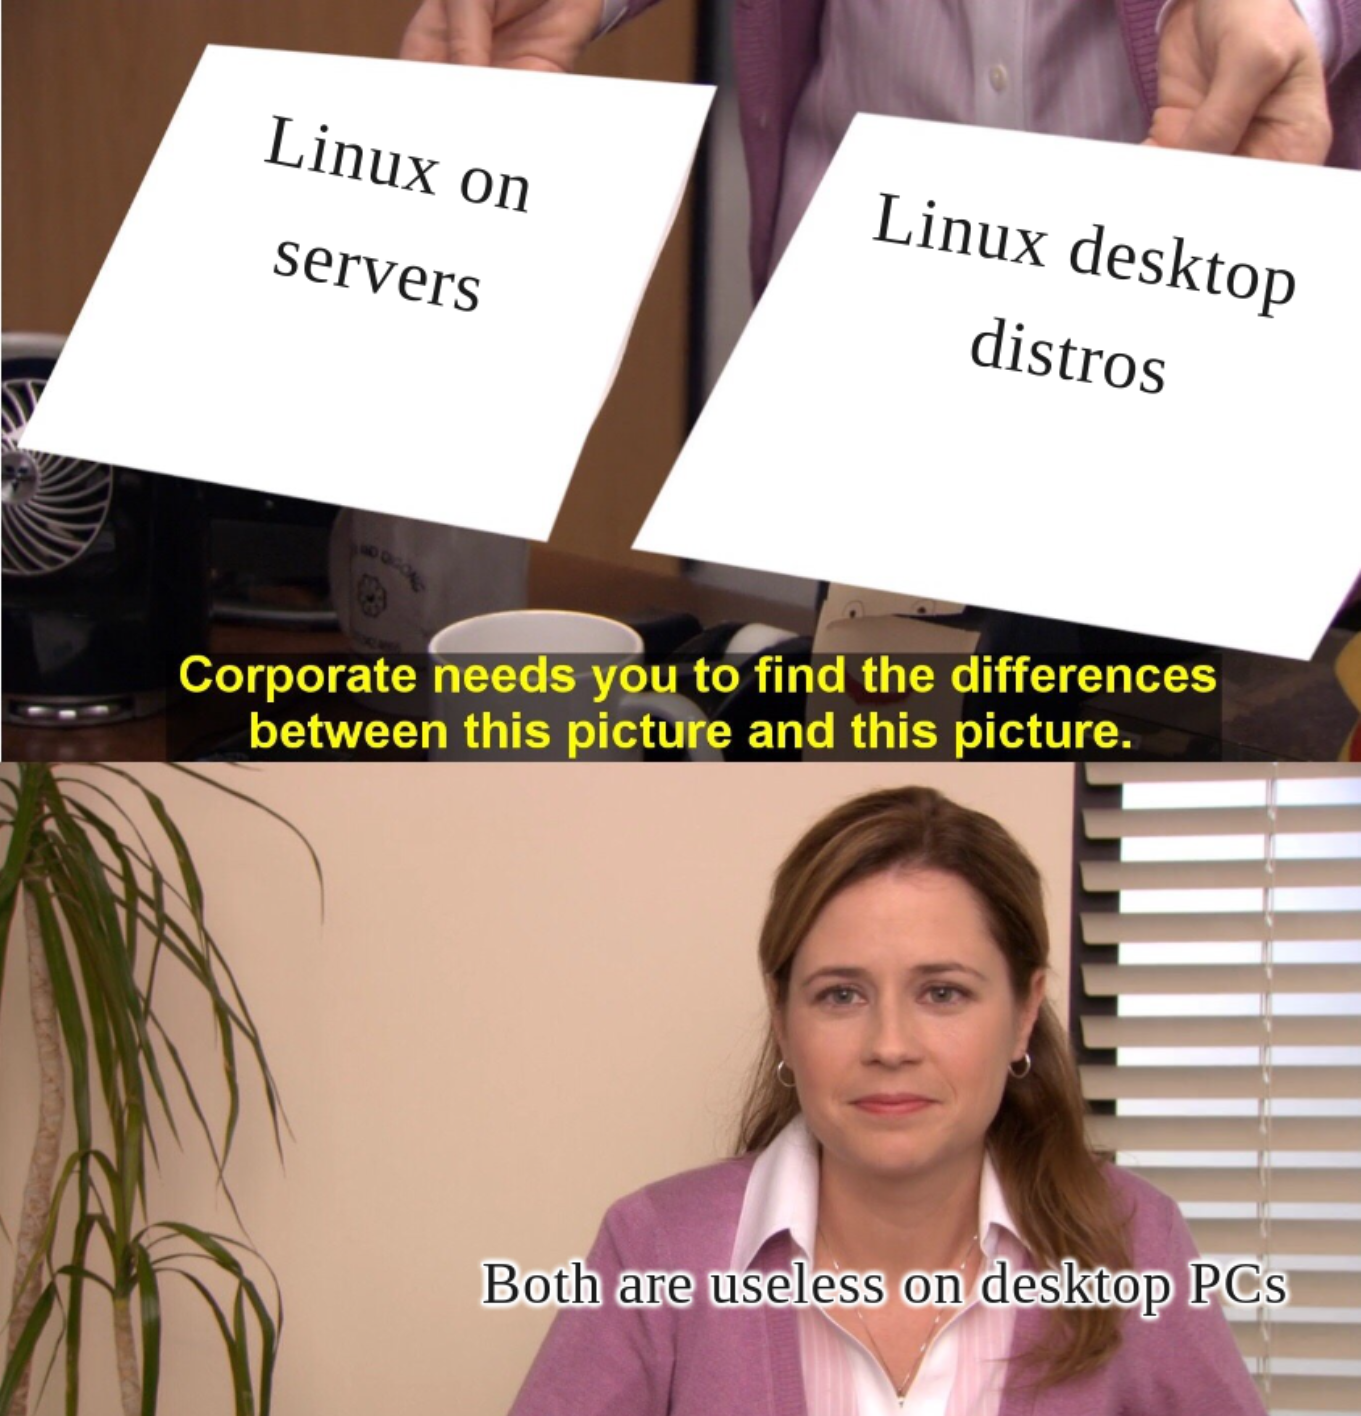 Linux on
servers
Linux desktop
distros
Corporate needs you to find the differences
between this picture and this picture.
Both are useless on desktop PCs